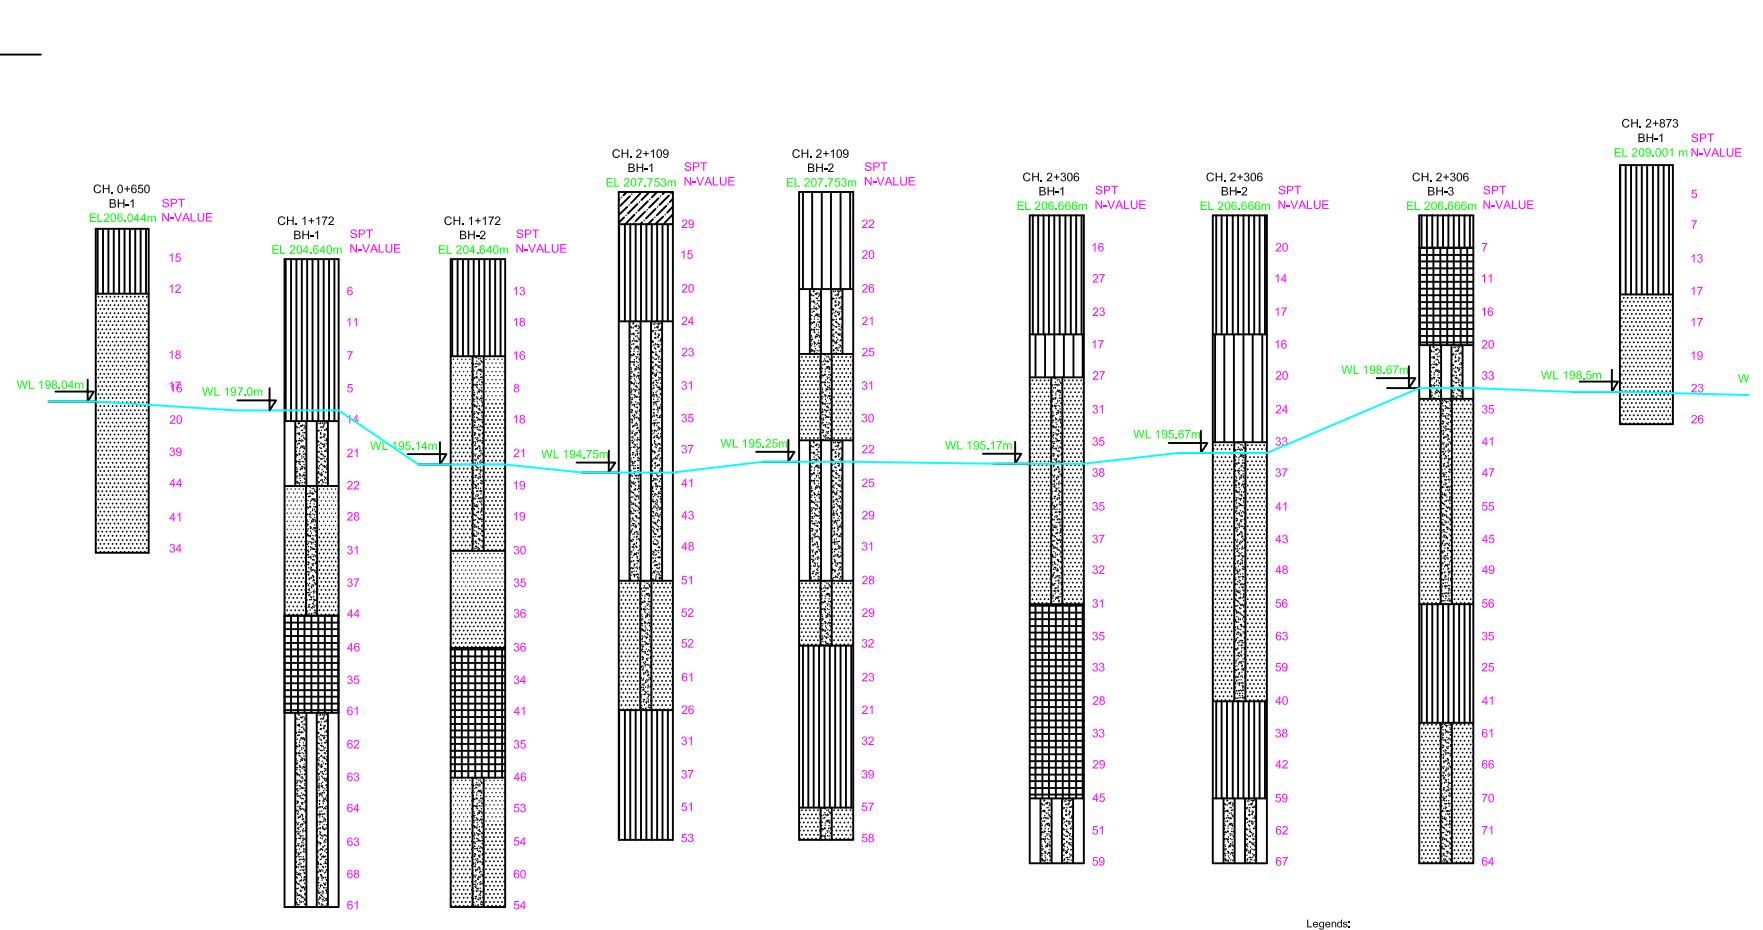 CH. 0+650
BH-1
EL206.044m
SPT
N-VALUE
15
12
18
17
16
20
39
44
41
34
WL 198.04m
CH. 1+172
BH-1
EL 204.640m
SPT
N-VALUE
6
11
7
5
14
21
22
28
31
37
44
46
35
61
62
63
64
63
68
61
WL 197.0m
CH. 1+172
BH-2
EL 204.640m
SPT
N-VALUE
13
18
16
8
18
21
19
19
30
35
36
36
34
41
35
46
53
54
60
54
WL 195.14m
CH. 2+109
BH-1
EL 207.753m
SPT
N-VALUE
29
15
20
24
23
31
35
37
41
43
48
51
52
52
61
26
31
37
51
53
WL 194.75m
CH. 2+109
BH-2
EL 207.753m
SPT
N-VALUE
22
20
26
21
25
31
30
22
25
29
31
28
29
32
23
21
32
39
57
58
WL 195.25m
CH. 2+306
BH-1
EL 206.666m
SPT
N-VALUE
16
27
23
17
27
31
35
38
35
37
32
31
35
33
28
33
29
45
51
59
WL 195.17m
CH. 2+306
BH-2
EL 206.666m
SPT
N-VALUE
20
14
17
16
20
24
33
37
41
43
48
56
63
59
40
38
42
59
62
67
WL 195.67m
CH. 2+306
BH-3
EL 206.666m
SPT
N-VALUE
7
11
16
20
33
35
41
47
55
45
49
56
35
25
41
61
66
70
71
64
WL 198.67m
CH. 2+873
BH-1
EL 209.001 m
SPT
N-VALUE
5
7
13
17
17
19
23
26
WL 198.5m
W
Legends: